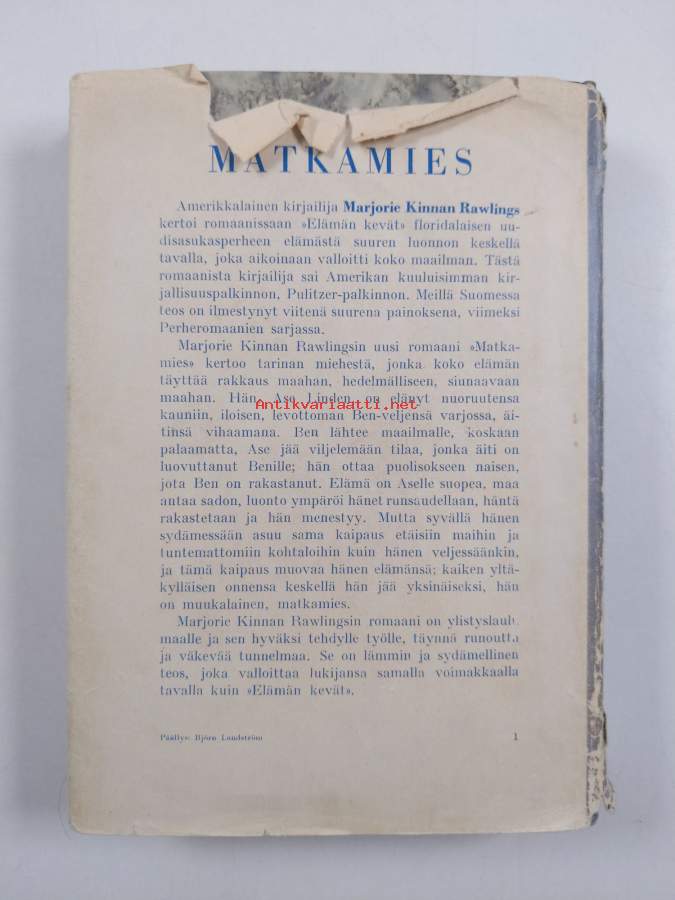 MATKAMIES
Amerikkalainen kirjailija Marjorie Kinnan Rawlings
kertoi romaanissaan »Elämän kevät» floridalaisen uu-
disasukasperheen elämästä suuren luonnon keskellä
tavalla, joka aikoinaan valloitti koko maailman. Tästä
romaanista kirjailija sai Amerikan kuuluisimman kir-
jallisuuspalkinnon, Pulitzer-palkinnon. Meillä Suomessa
teos on ilmestynyt viitenä suurena painoksena, viimeksi
Perheromaanien sarjassa.
Marjorie Kinnan Rawlingsin uusi romaani »Matka-
mies» kertoo tarinan miehestä, jonka koko elämän
täyttää rakkaus maahan, hedelmälliseen, siunaavaan
maahan. Hän, Ase Linden, on elänyt nuoruutensa
Antikvariaatti.net
kauniin, iloisen, levottoman Ben-veljensä varjossa, äi-
tinsä vihaamana. Ben lähtee maailmalle, koskaan
palaamatta, Ase jää viljelemään tilaa, jonka äiti on
luovuttanut Benille; hän ottaa puolisokseen naisen,
jota Ben on rakastanut. Elämä on Aselle suopea, maa
antaa sadon, luonto ympäröi hänet runsaudellaan, häntä
rakastetaan ja hän menestyy. Mutta syvällä hänen
sydämessään asuu sama kaipaus etäisiin maihin ja
tuntemattomiin kohtaloihin kuin hänen veljessäänkin,
ja tämä kaipaus muovaa hänen elämänsä; kaiken yltä-
kylläisen onnensa keskellä hän jää yksinäiseksi, hän
on muukalainen, matkamies.
Marjorie Kinnan Rawlingsin romaani on ylistyslaulu
maalle ja sen hyväksi tehdylle työlle, täynnä runoutta
ja väkevää tunnelmaa. Se on lämmin ja sydämellinen
teos, joka valloittaa lukijansa samalla voimakkaalla
tavalla kuin »Elämän kevät».
Päällys: Björn Landström
1